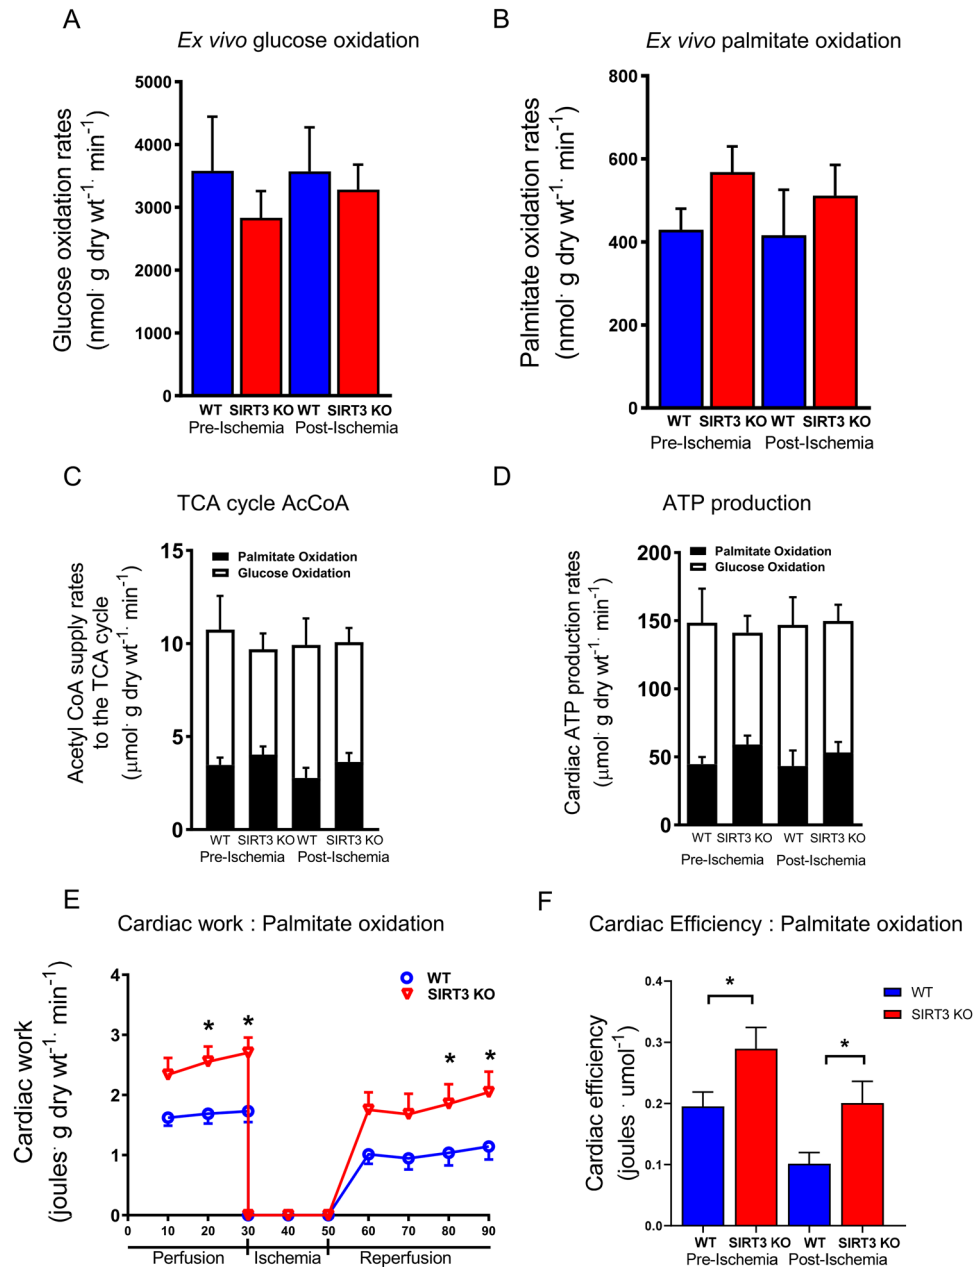 A
Ex vivo glucose oxidation
Glucose oxidation rates
(nmol· g dry wt⁻¹· min⁻¹)
5000
4000
3000
2000
1000
0
WT SIRT3 KO WT SIRT3 KO
Pre-Ischemia Post-Ischemia
B
Ex vivo palmitate oxidation
Palmitate oxidation rates
(nmol· g dry wt⁻¹· min⁻¹)
800
600
400
200
0
WT SIRT3 KO WT SIRT3 KO
Pre-Ischemia Post-Ischemia
C
TCA cycle AcCoA
Acetyl CoA supply rates
to the TCA cycle
(μmol· g dry wt⁻¹· min⁻¹)
15
10
5
0
Palmitate Oxidation
Glucose Oxidation
WT SIRT3 KO WT SIRT3 KO
Pre-Ischemia Post-Ischemia
D
ATP production
Cardiac ATP production rates
(μmol· g dry wt⁻¹· min⁻¹)
200
150
100
50
0
Palmitate Oxidation
Glucose Oxidation
WT SIRT3 KO WT SIRT3 KO
Pre-Ischemia Post-Ischemia
E
Cardiac work : Palmitate oxidation
Cardiac work
(joules· g dry wt⁻¹· min⁻¹)
4
3
2
1
0
WT
SIRT3 KO
* * * *
0 10 20 30 40 50 60 70 80 90
Perfusion Ischemia Reperfusion
F
Cardiac Efficiency : Palmitate oxidation
Cardiac efficiency
(joules · umol⁻¹)
0.4
0.3
0.2
0.1
0.0
* *
WT
SIRT3 KO
WT SIRT3 KO WT SIRT3 KO
Pre-Ischemia Post-Ischemia